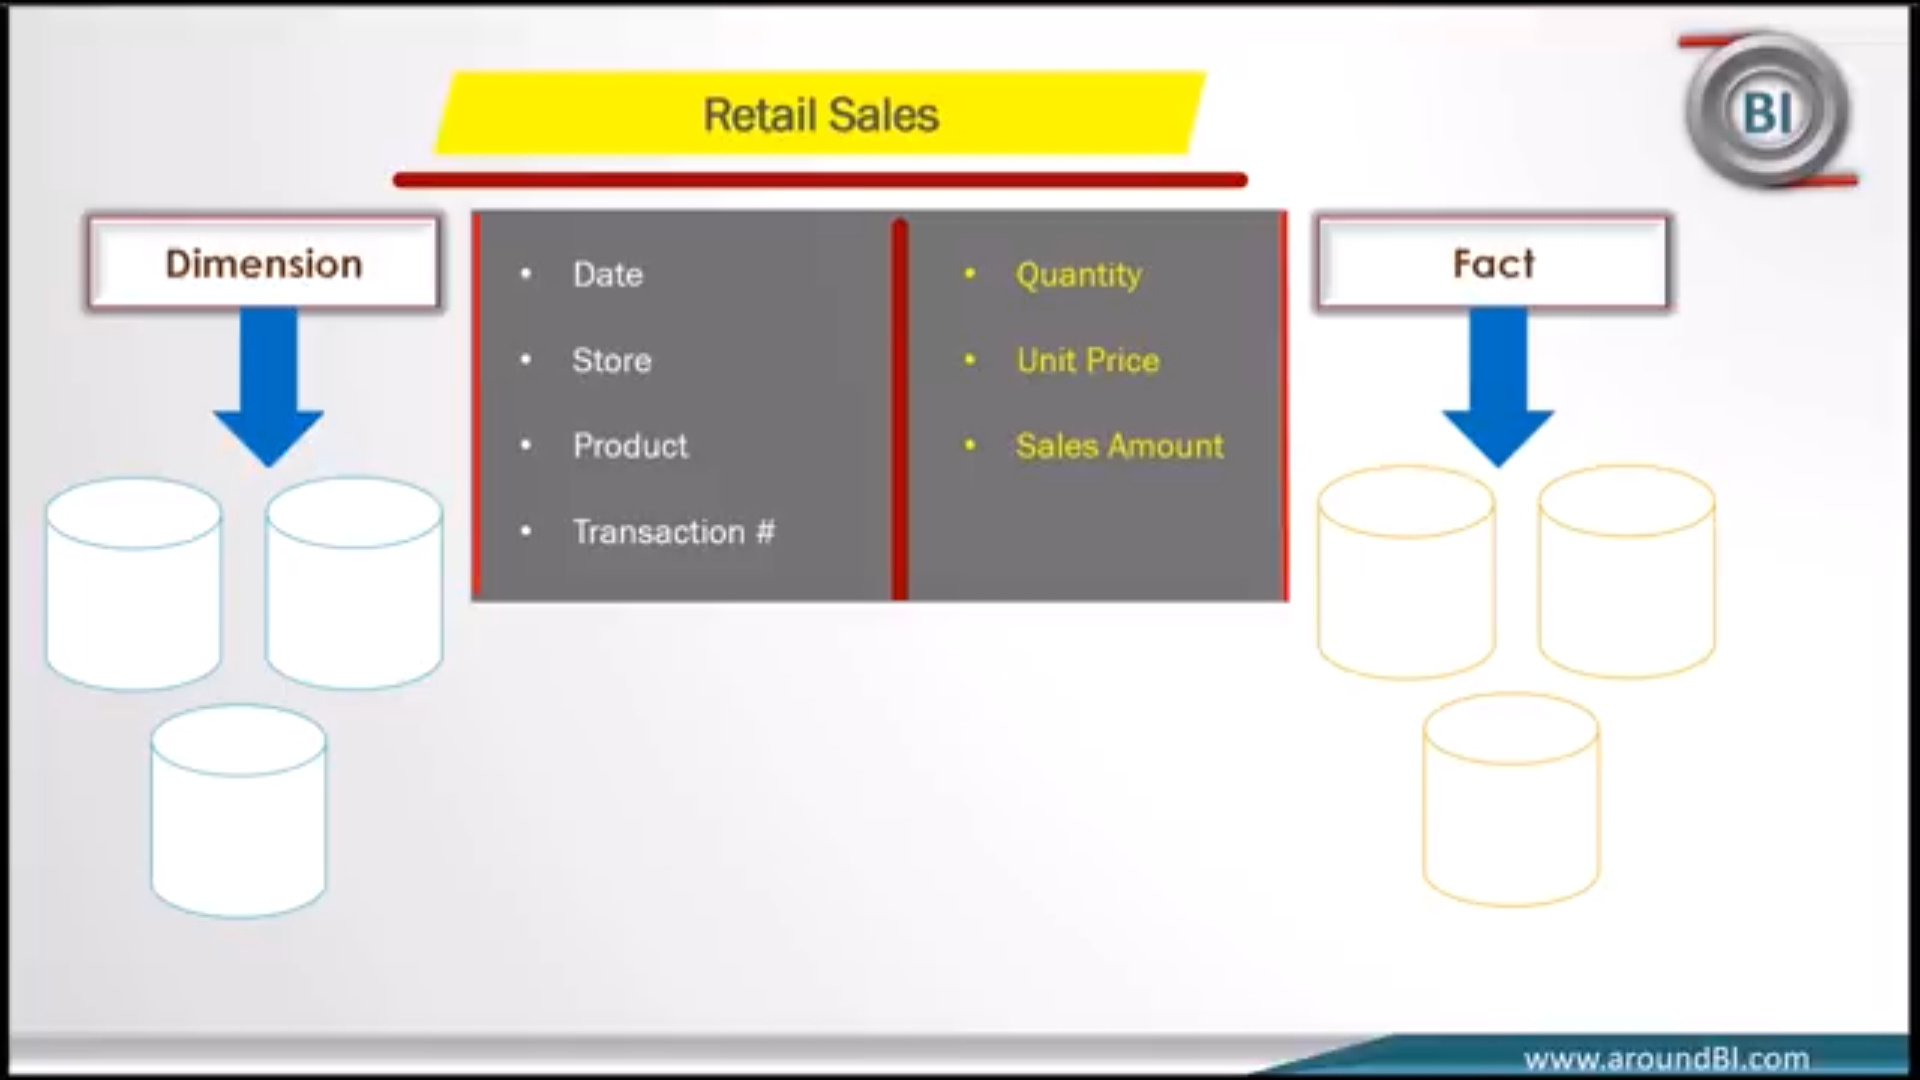 Retail Sales
BI
Dimension
• Date
• Store
• Product
• Transaction #
• Quantity
• Unit Price
• Sales Amount
Fact
www.aroundBI.com